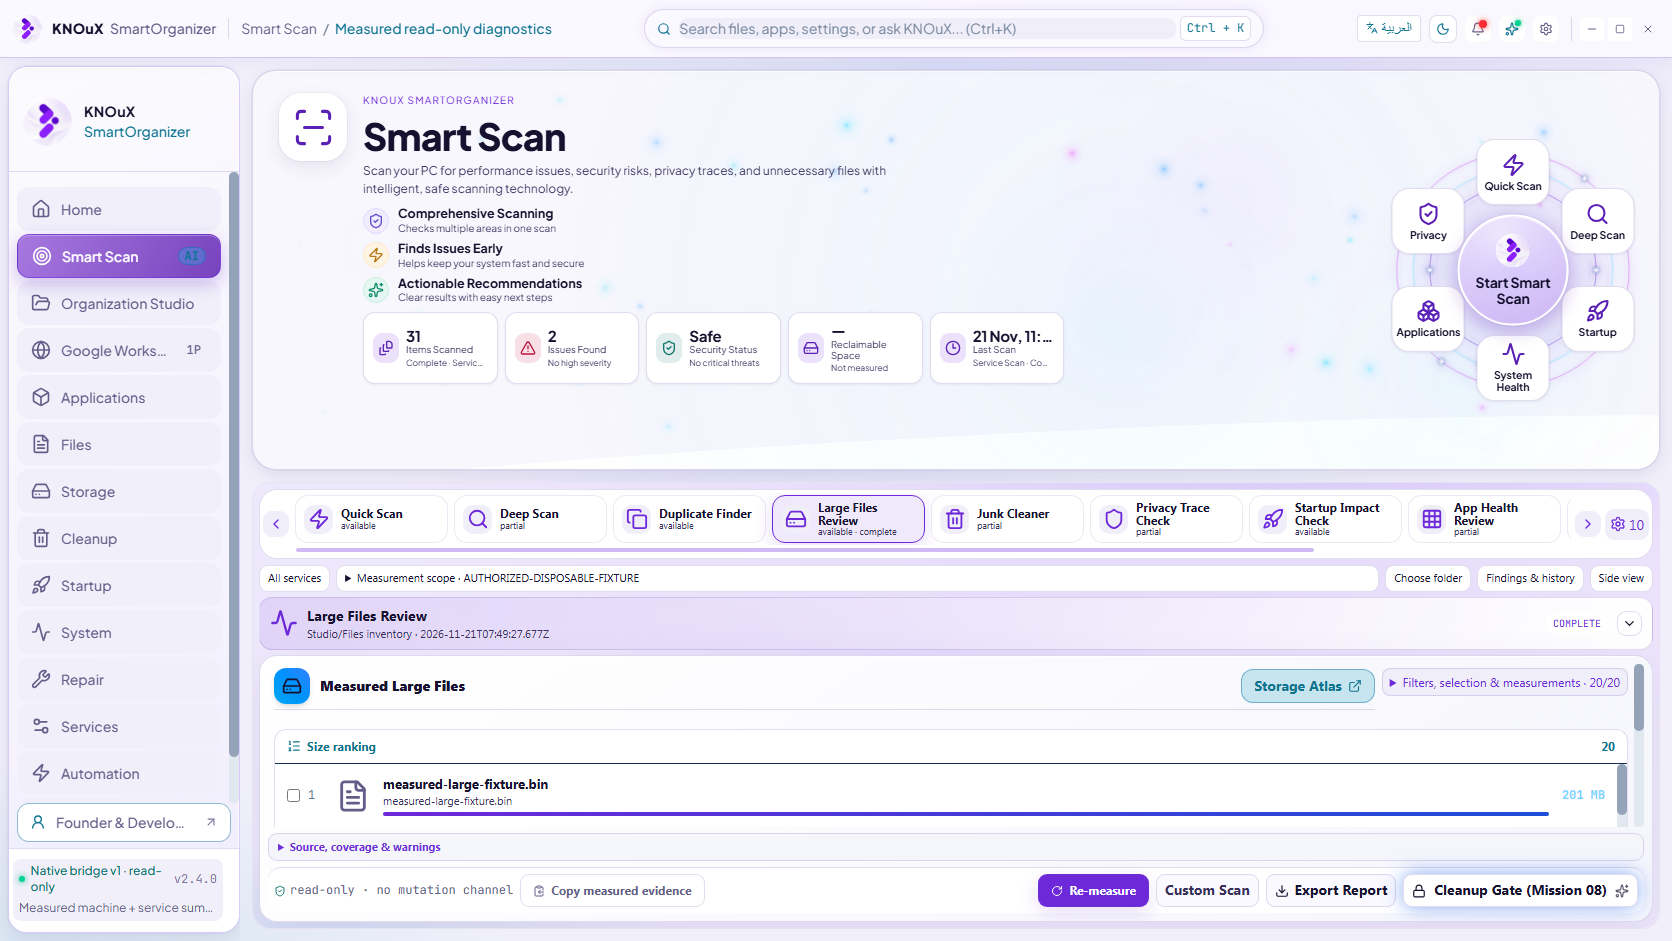 KNOuX SmartOrganizer
Smart Scan / Measured read-only diagnostics
Search files, apps, settings, or ask KNOuX... (Ctrl+K)
Ctrl + K
العربية
KNOuX
SmartOrganizer
Home
Smart Scan AI
Organization Studio
Google Works... 1P
Applications
Files
Storage
Cleanup
Startup
System
Repair
Services
Automation
Founder & Develo...
Native bridge v1 · read-only v2.4.0
Measured machine + service sum...
KNOUX SMARTORGANIZER
Smart Scan
Scan your PC for performance issues, security risks, privacy traces, and unnecessary files with
intelligent, safe scanning technology.
Comprehensive Scanning
Checks multiple areas in one scan
Finds Issues Early
Helps keep your system fast and secure
Actionable Recommendations
Clear results with easy next steps
31
Items Scanned
Complete · Servic...
2
Issues Found
No high severity
Safe
Security Status
No critical threats
—
Reclaimable
Space
Not measured
21 Nov, 11:...
Last Scan
Service Scan · Co...
Quick Scan
Privacy
Deep Scan
Start Smart
Scan
Applications
Startup
System
Health
Quick Scan
available
Deep Scan
partial
Duplicate Finder
available
Large Files
Review
available · complete
Junk Cleaner
partial
Privacy Trace
Check
partial
Startup Impact
Check
available
App Health
Review
partial
10
All services
Measurement scope · AUTHORIZED-DISPOSABLE-FIXTURE
Choose folder
Findings & history
Side view
Large Files Review
Studio/Files inventory · 2026-11-21T07:49:27.677Z
COMPLETE
Measured Large Files
Storage Atlas
Filters, selection & measurements · 20/20
Size ranking 20
1
measured-large-fixture.bin
measured-large-fixture.bin
201 MB
Source, coverage & warnings
read-only · no mutation channel
Copy measured evidence
Re-measure
Custom Scan
Export Report
Cleanup Gate (Mission 08)